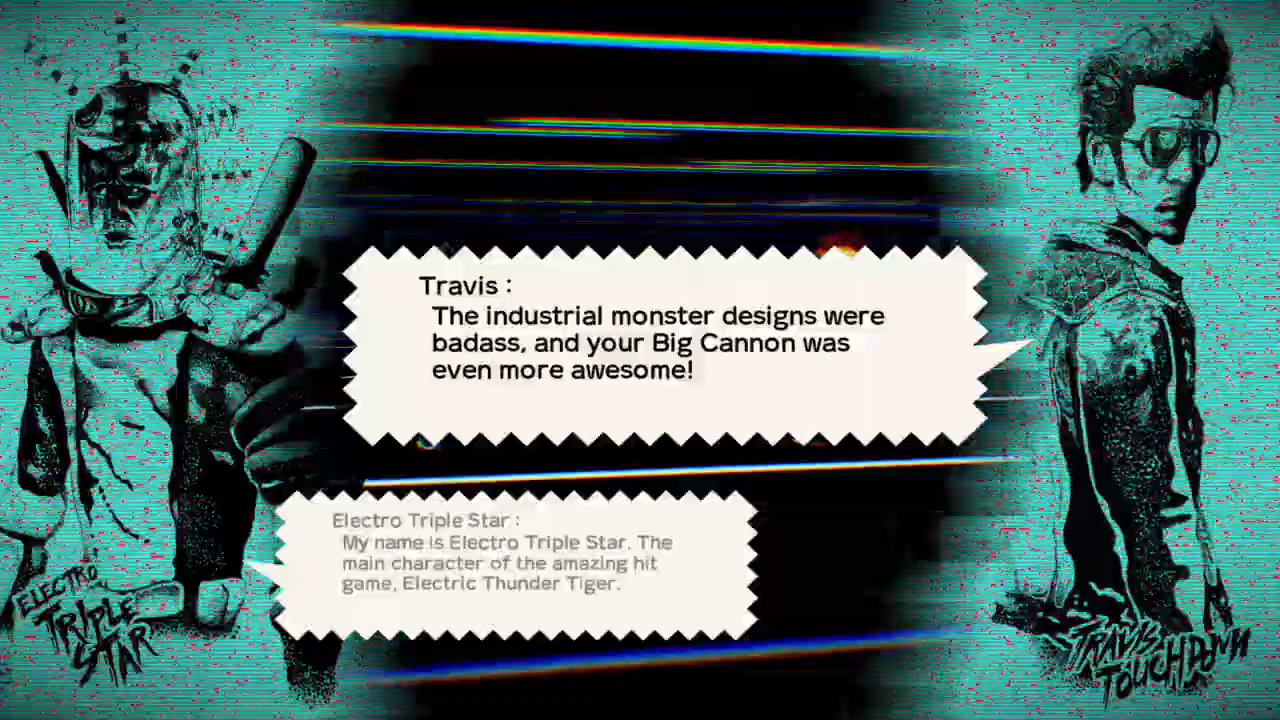 Travis :
The industrial monster designs were
badass, and your Big Cannon was
even more awesome!
Electro Triple Star :
My name is Electro Triple Star. The
main character of the amazing hit
game, Electric Thunder Tiger.
ELECTRO
TRIPLE
STAR
TRAVIS
TOUCHDOWN